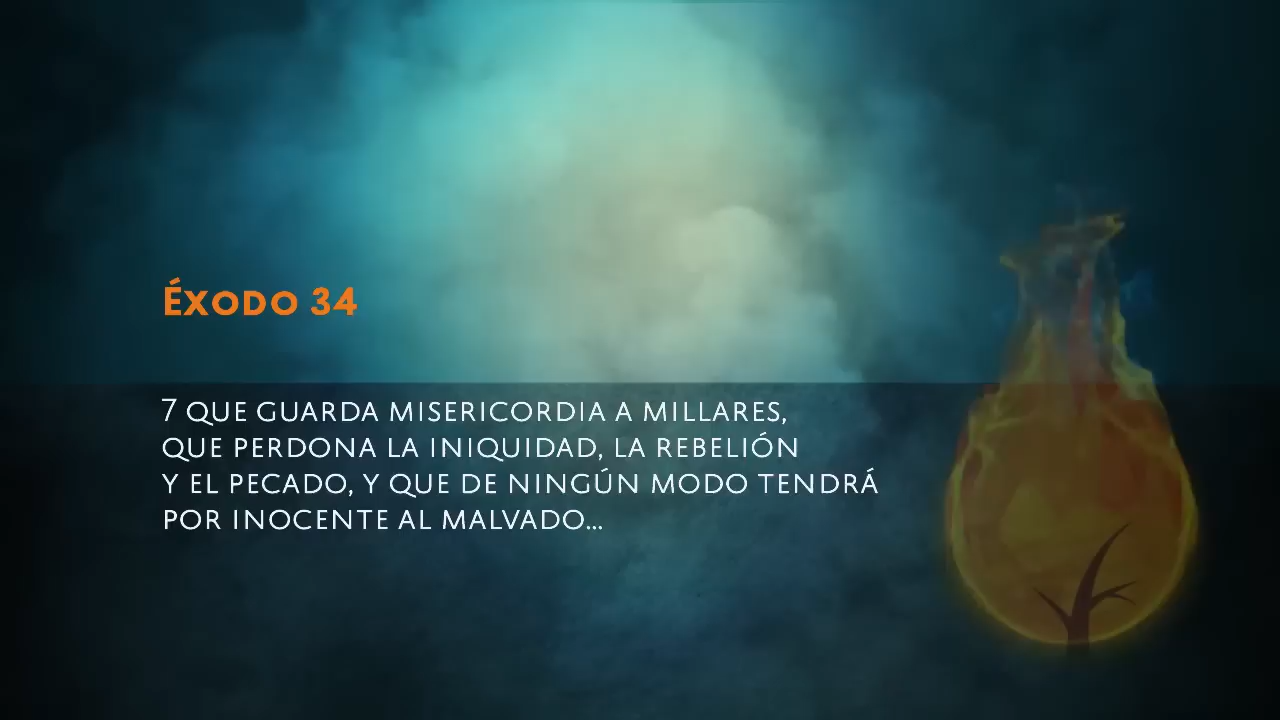 Éxodo 34
7 QUE GUARDA MISERICORDIA A MILLARES,
QUE PERDONA LA INIQUIDAD, LA REBELIÓN
Y EL PECADO, Y QUE DE NINGÚN MODO TENDRÁ
POR INOCENTE AL MALVADO...